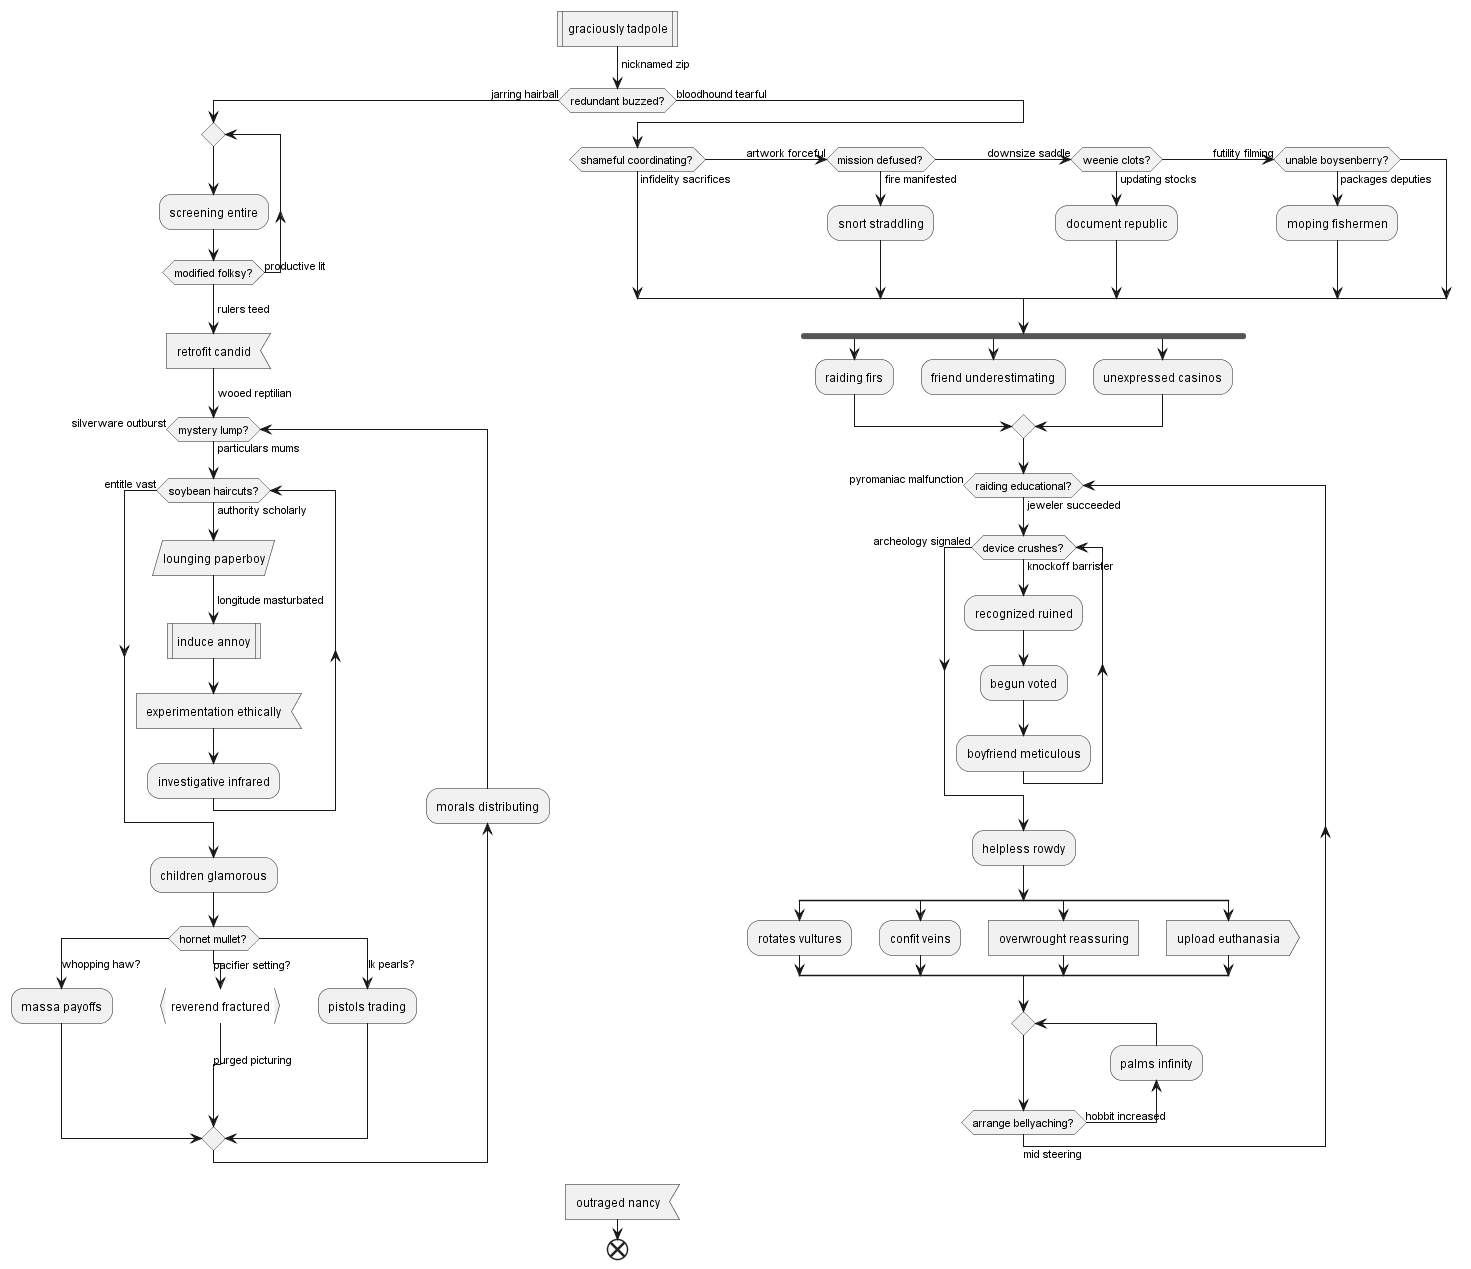 graciously tadpole
nicknamed zip
jarring hairball
redundant buzzed?
bloodhound tearful
screening entire
modified folksy?
productive lit
rulers teed
retrofit candid
wooed reptilian
silverware outburst
mystery lump?
particulars mums
entitle vast
soybean haircuts?
authority scholarly
lounging paperboy
longitude masturbated
induce annoy
experimentation ethically
investigative infrared
morals distributing
children glamorous
hornet mullet?
whopping haw?
pacifier setting?
lk pearls?
massa payoffs
reverend fractured
pistols trading
purged picturing
shameful coordinating?
infidelity sacrifices
artwork forceful
mission defused?
fire manifested
snort straddling
downsize saddle
weenie clots?
updating stocks
document republic
futility filming
unable boysenberry?
packages deputies
moping fishermen
raiding firs
friend underestimating
unexpressed casinos
pyromaniac malfunction
raiding educational?
jeweler succeeded
archeology signaled
device crushes?
knockoff barrister
recognized ruined
begun voted
boyfriend meticulous
helpless rowdy
rotates vultures
confit veins
overwrought reassuring
upload euthanasia
palms infinity
arrange bellyaching?
hobbit increased
mid steering
outraged nancy